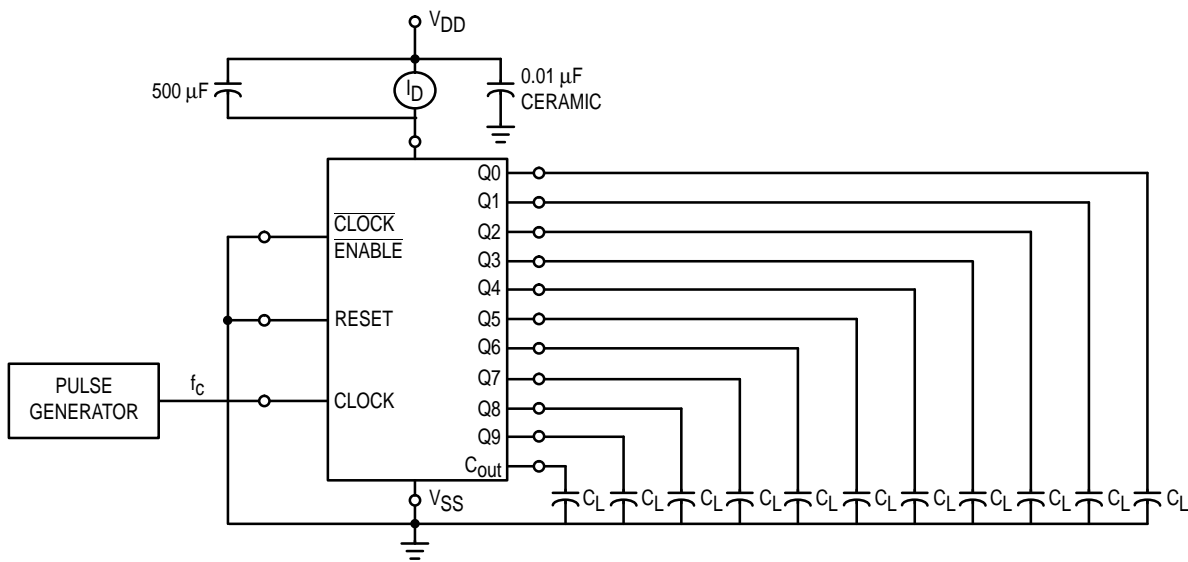 VDD
500 μF
ID
0.01 μF
CERAMIC
Q0
Q1
CLOCK
Q2
ENABLE
Q3
Q4
RESET
Q5
Q6
PULSE
GENERATOR
fc
Q7
CLOCK
Q8
Q9
Cout
VSS
CL
CL
CL
CL
CL
CL
CL
CL
CL
CL
CL